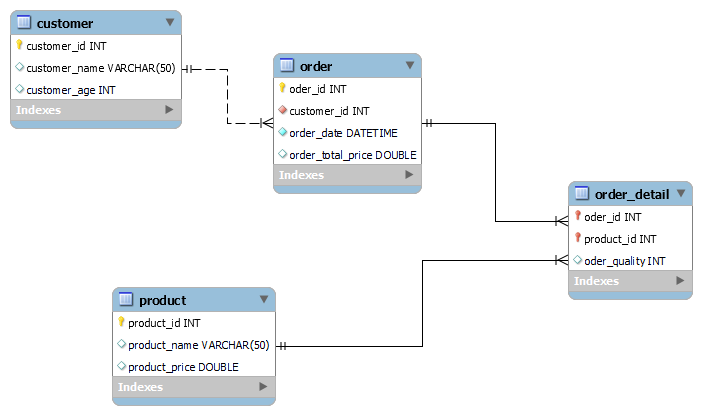 customer
customer_id INT
customer_name VARCHAR(50)
customer_age INT
Indexes
order
oder_id INT
customer_id INT
order_date DATETIME
order_total_price DOUBLE
Indexes
order_detail
oder_id INT
product_id INT
oder_quality INT
Indexes
product
product_id INT
product_name VARCHAR(50)
product_price DOUBLE
Indexes